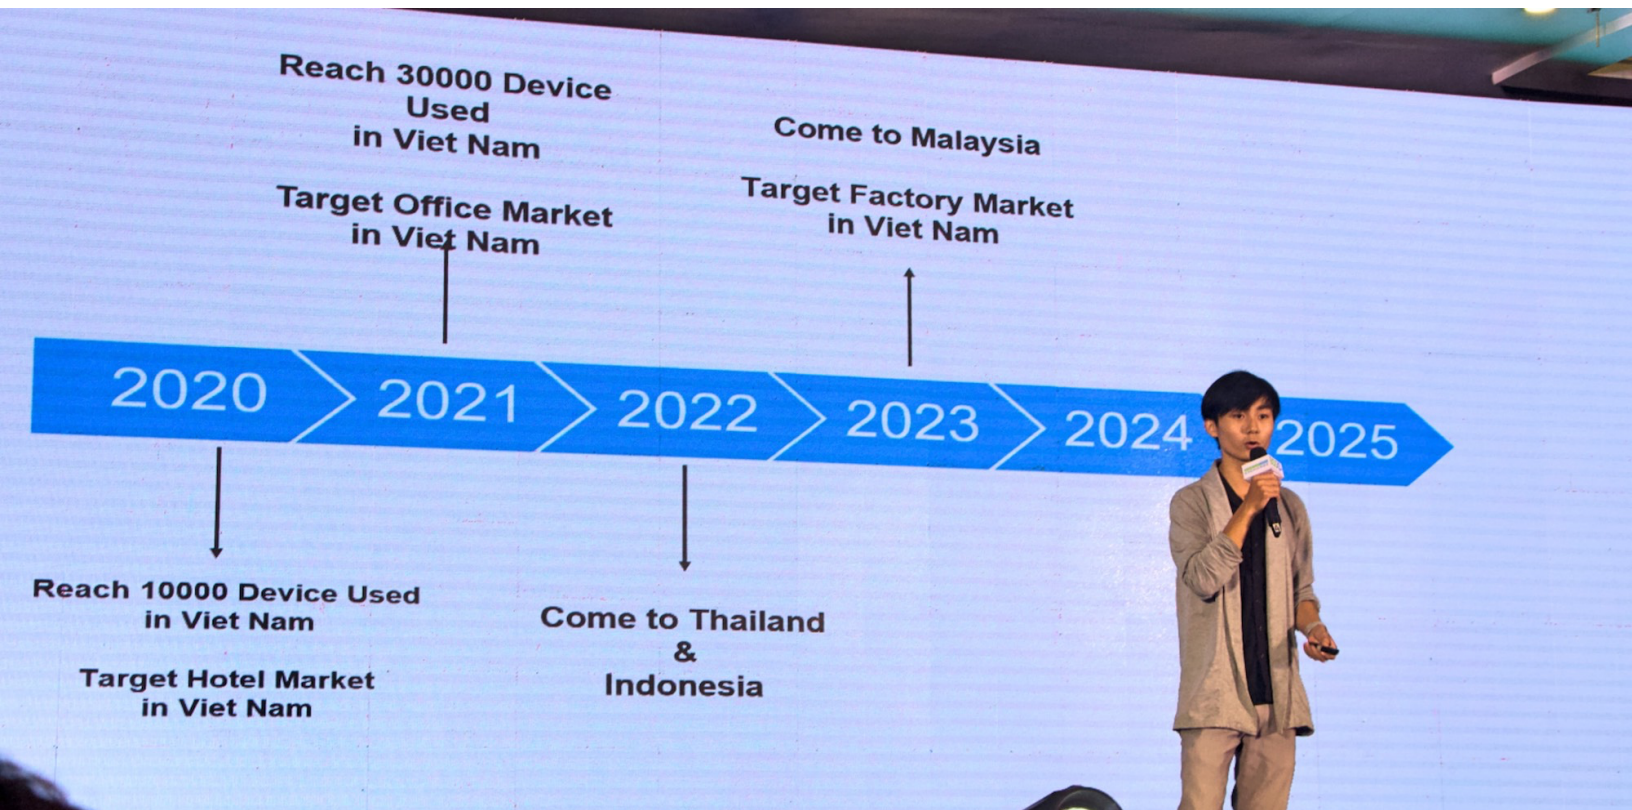 Reach 30000 Device
Used
in Viet Nam
Target Office Market
in Viet Nam
Come to Malaysia
Target Factory Market
in Viet Nam
2020
2021
2022
2023
2024
2025
Reach 10000 Device Used
in Viet Nam
Target Hotel Market
in Viet Nam
Come to Thailand
&
Indonesia